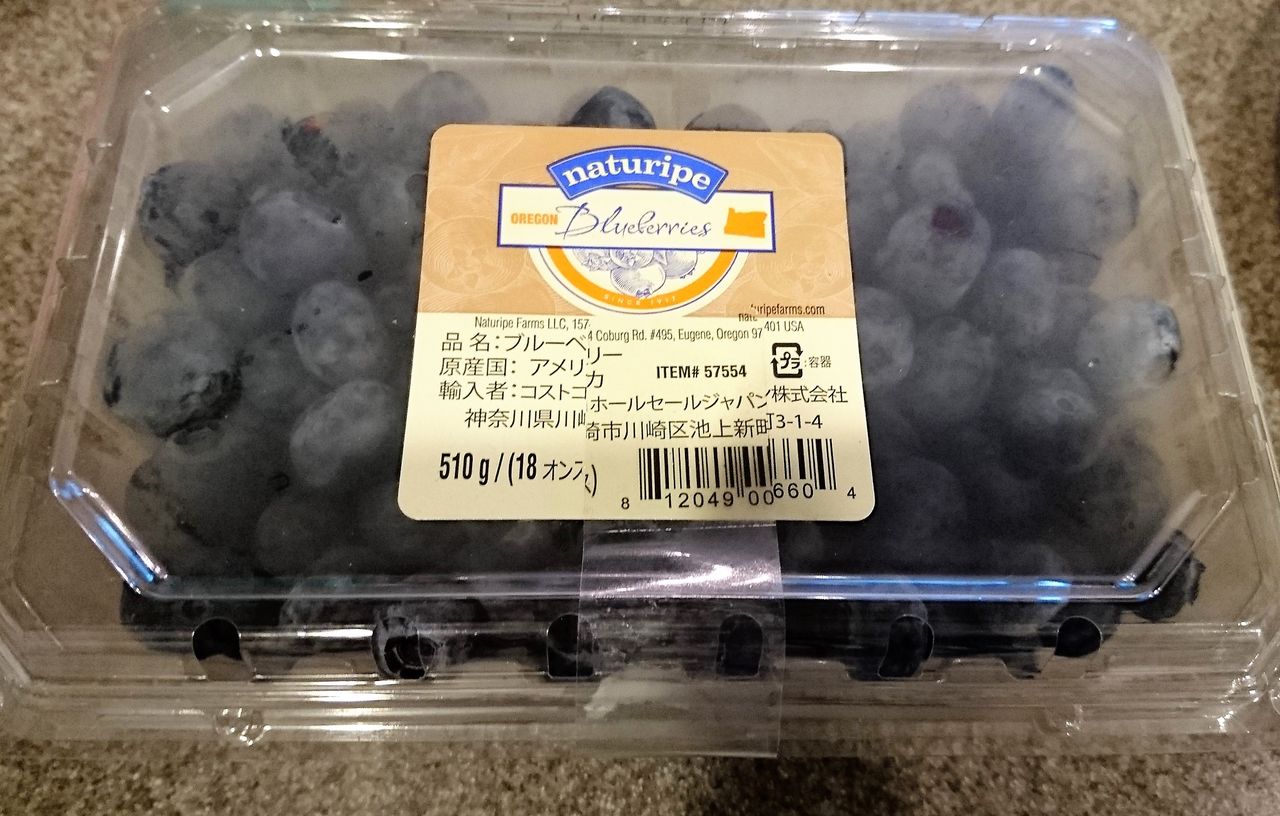 naturipe
OREGON Blueberries
SINCE 1917
naturipefarms.com
Naturipe Farms LLC, 1574 Coburg Rd. #495, Eugene, Oregon 97401 USA
品 名:ブルーベリー
原産国: アメリカ
ITEM# 57554
プラ :容器
輸入者:コストコホールセールジャパン株式会社
神奈川県川崎市川崎区池上新町3-1-4
510 g / (18 オンス)
8 12049 00660 4